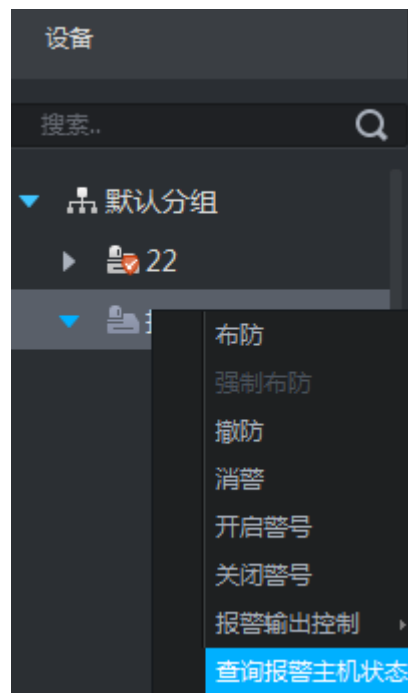 设备
搜索..
默认分组
22
布防
强制布防
撤防
消警
开启警号
关闭警号
报警输出控制
查询报警主机状态